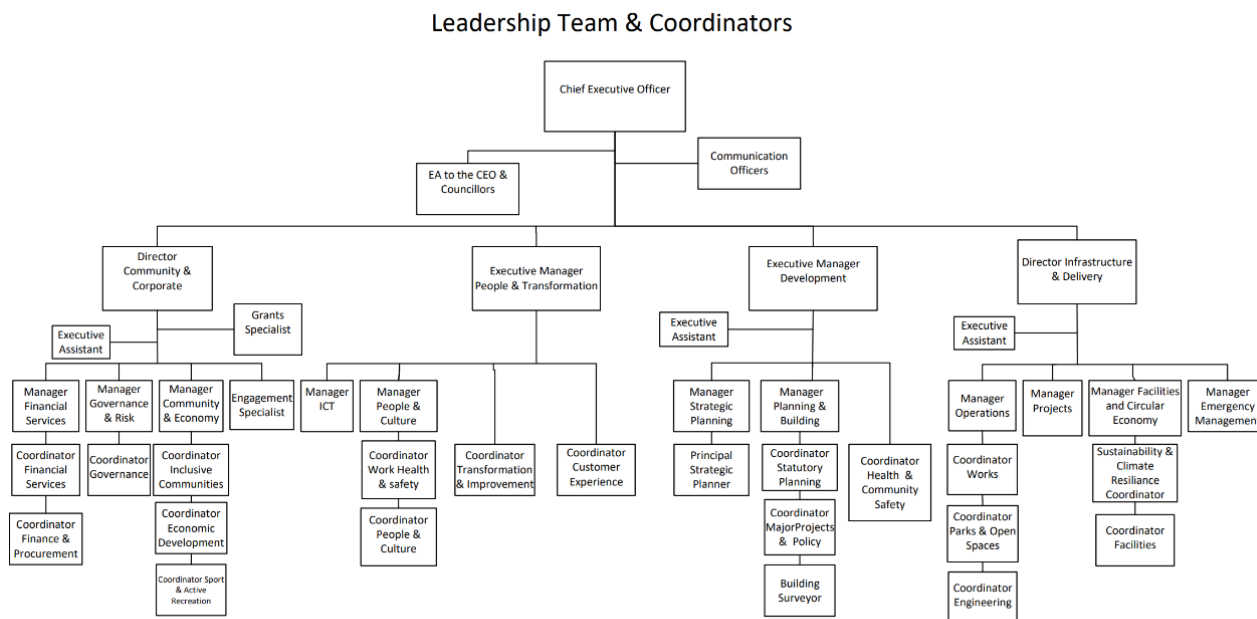 Leadership Team & Coordinators
Chief Executive Officer
EA to the CEO &
Councillors
Communication
Officers
Director
Community &
Corporate
Executive Manager
People & Transformation
Executive Manager
Development
Director Infrastructure
& Delivery
Grants
Specialist
Executive
Assistant
Executive
Assistant
Executive
Assistant
Manager
Financial
Services
Manager
Governance
& Risk
Manager
Community
& Economy
Engagement
Specialist
Manager
ICT
Manager
People &
Culture
Manager
Strategic
Planning
Manager
Planning &
Building
Manager
Operations
Manager
Projects
Manager Facilities
and Circular
Economy
Manager
Emergency
Management
Coordinator
Financial
Services
Coordinator
Governance
Coordinator
Inclusive
Communities
Coordinator
Work Health
& safety
Coordinator
Transformation
& Improvement
Coordinator
Customer
Experience
Principal
Strategic
Planner
Coordinator
Statutory
Planning
Coordinator
Health &
Community
Safety
Coordinator
Works
Sustainability &
Climate
Resiliance
Coordinator
Coordinator
Finance &
Procurement
Coordinator
Economic
Development
Coordinator
People &
Culture
Coordinator
MajorProjects
& Policy
Coordinator
Parks & Open
Spaces
Coordinator
Facilities
Coordinator Sport
& Active
Recreation
Building
Surveyor
Coordinator
Engineering